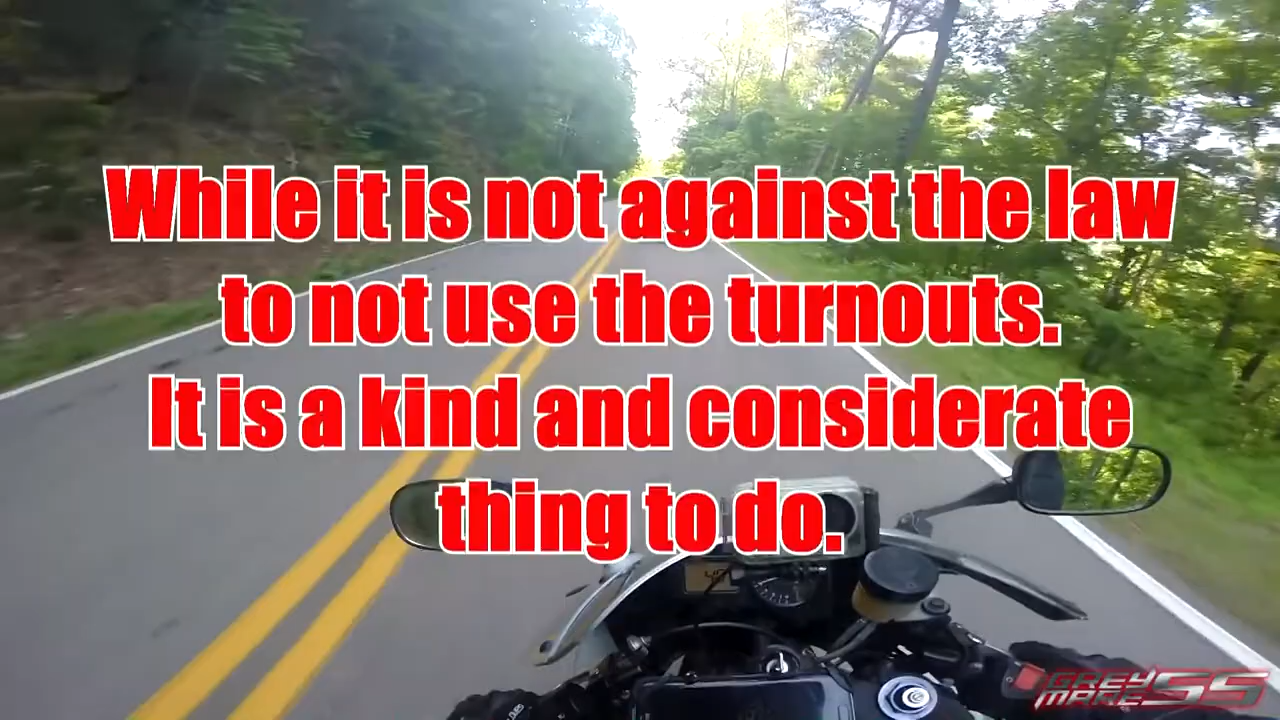 While it is not against the law
to not use the turnouts.
It is a kind and considerate
thing to do.
GREY
MARE SS